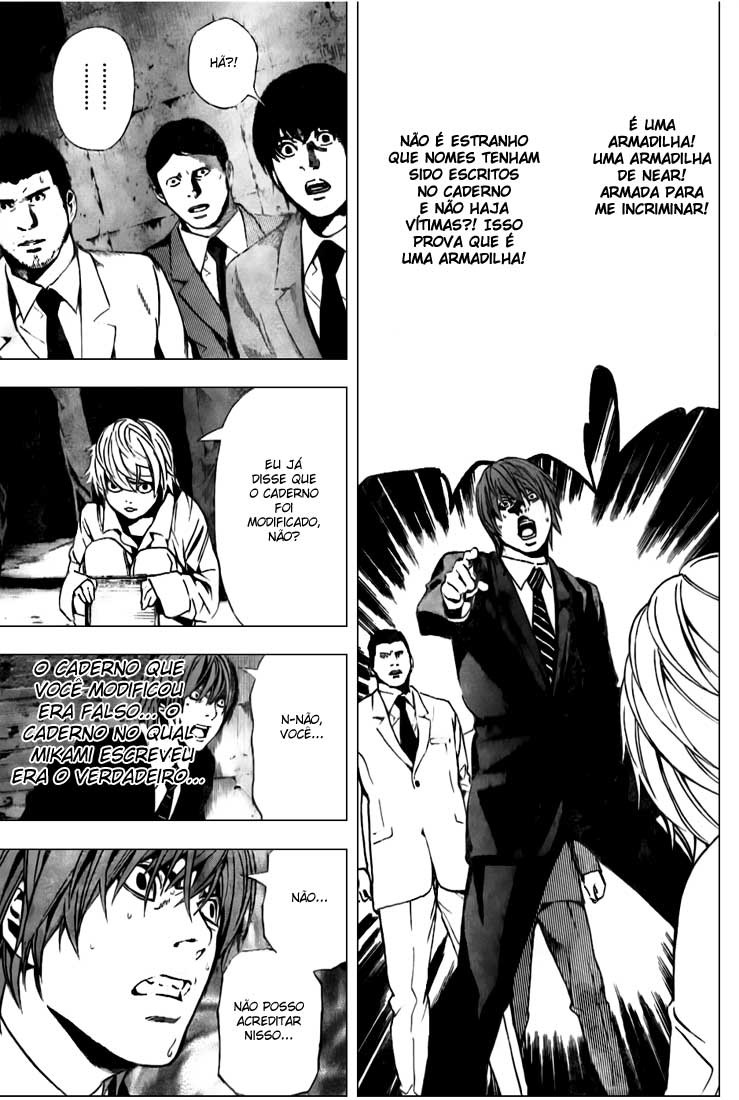 É UMA
ARMADILHA!
UMA ARMADILHA
DE NEAR!
ARMADA PARA
ME INCRIMINAR!
NÃO É ESTRANHO
QUE NOMES TENHAM
SIDO ESCRITOS
NO CADERNO
E NÃO HAJA
VÍTIMAS?! ISSO
PROVA QUE É
UMA ARMADILHA!
HÃ?!
......
......
EU JÁ
DISSE QUE
O CADERNO
FOI
MODIFICADO,
NÃO?
N-NÃO,
VOCÊ...
O CADERNO QUE
VOCÊ MODIFICOU
ERA FALSO... O
CADERNO NO QUAL
MIKAMI ESCREVEU
ERA O VERDADEIRO...
NÃO...
NÃO POSSO
ACREDITAR
NISSO...